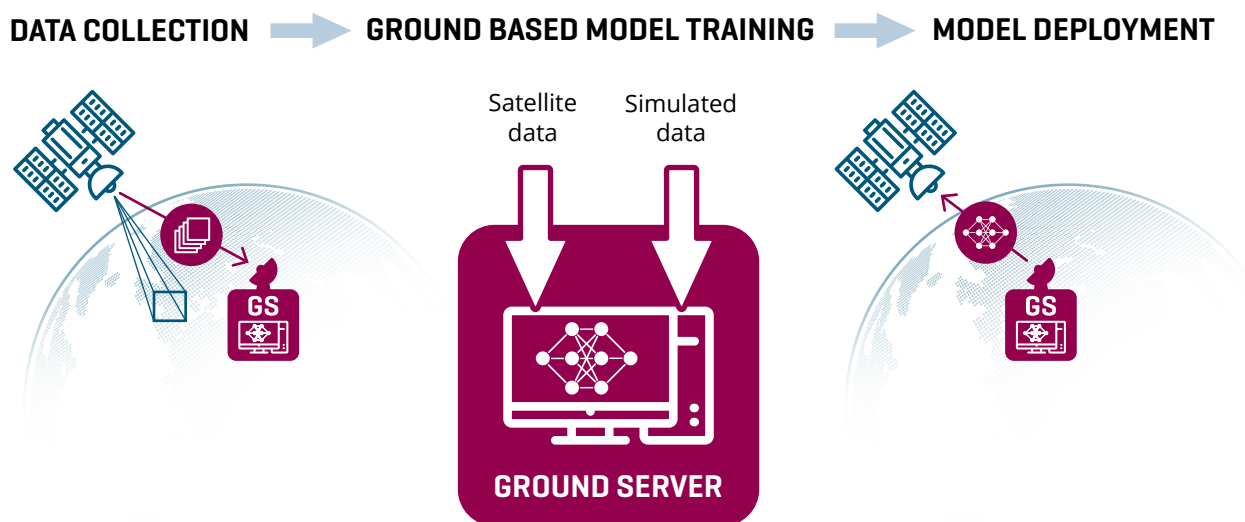 DATA COLLECTION
GROUND BASED MODEL TRAINING
MODEL DEPLOYMENT
Satellite
data
Simulated
data
GS
GROUND SERVER
GS